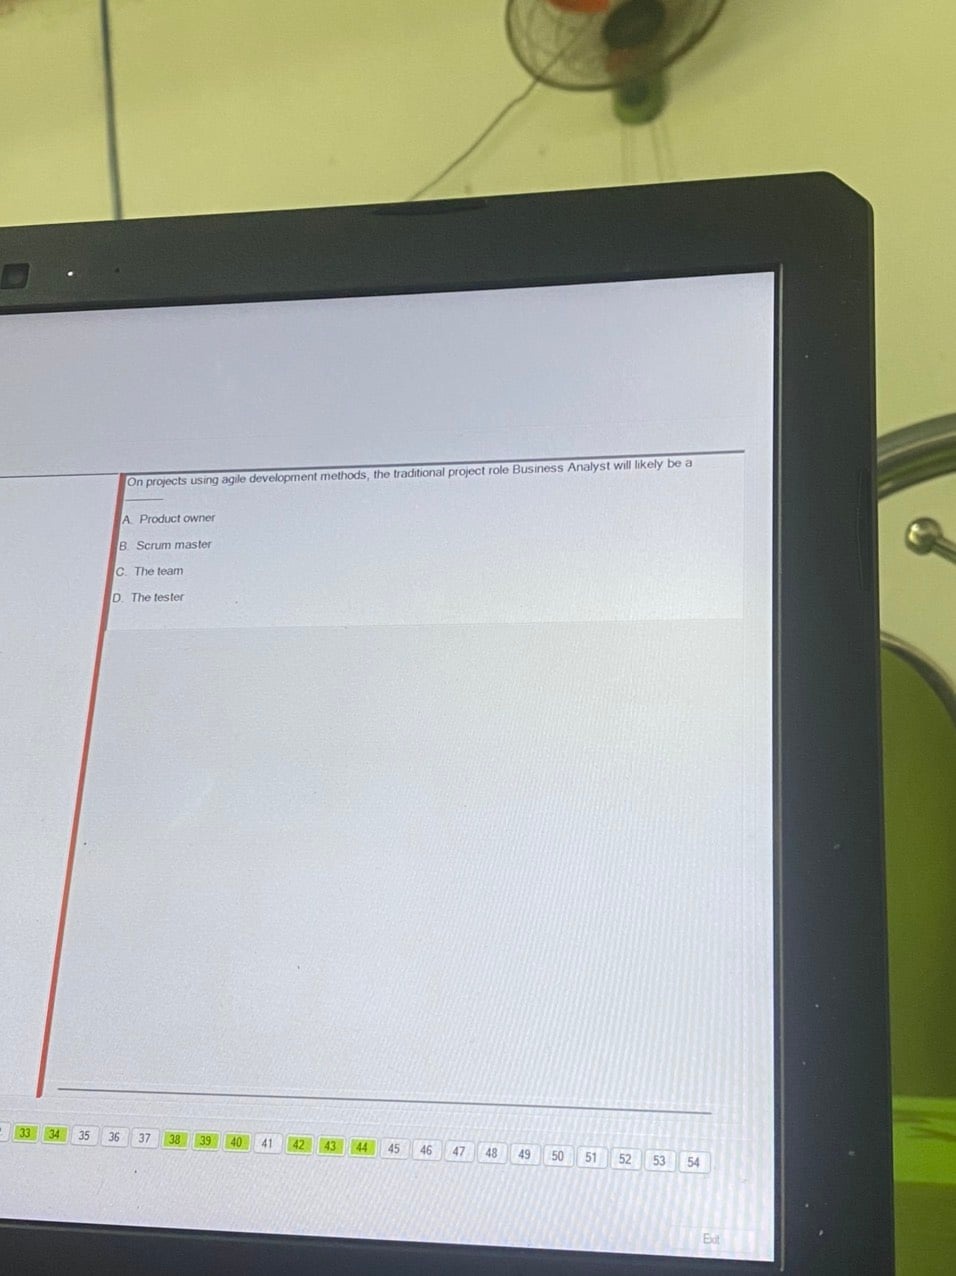 On projects using agile development methods, the traditional project role Business Analyst will likely be a
______
A. Product owner
B. Scrum master
C. The team
D. The tester
33 34 35 36 37 38 39 40 41 42 43 44 45 46 47 48 49 50 51 52 53 54
Exit